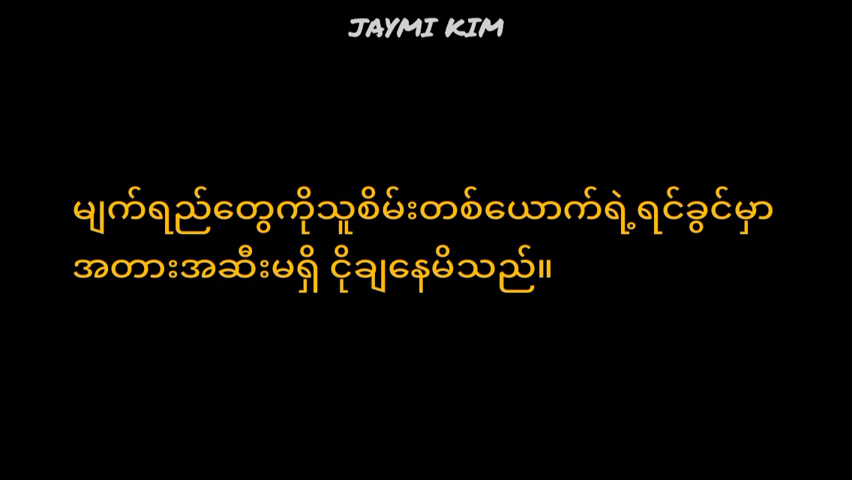 JAYMI KIM
မျက်ရည်တွေကိုသူစိမ်းတစ်ယောက်ရဲ့ရင်ခွင်မှာ
အတားအဆီးမရှိ ငိုချနေမိသည်။